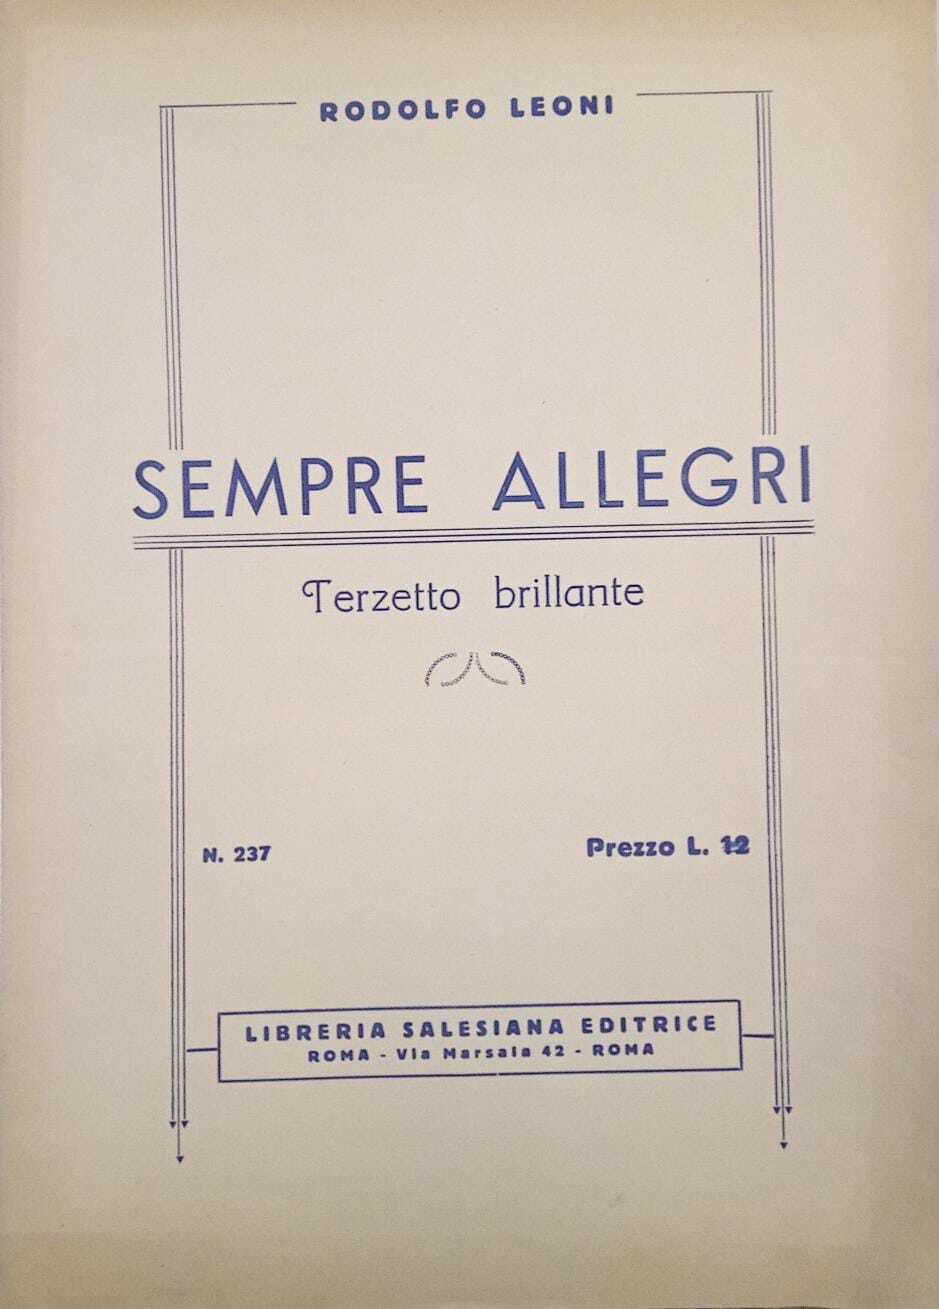 RODOLFO LEONI
SEMPRE ALLEGRI
Terzetto brillante
N. 237
Prezzo L. 12
LIBRERIA SALESIANA EDITRICE
ROMA - Via Marsala 42 - ROMA